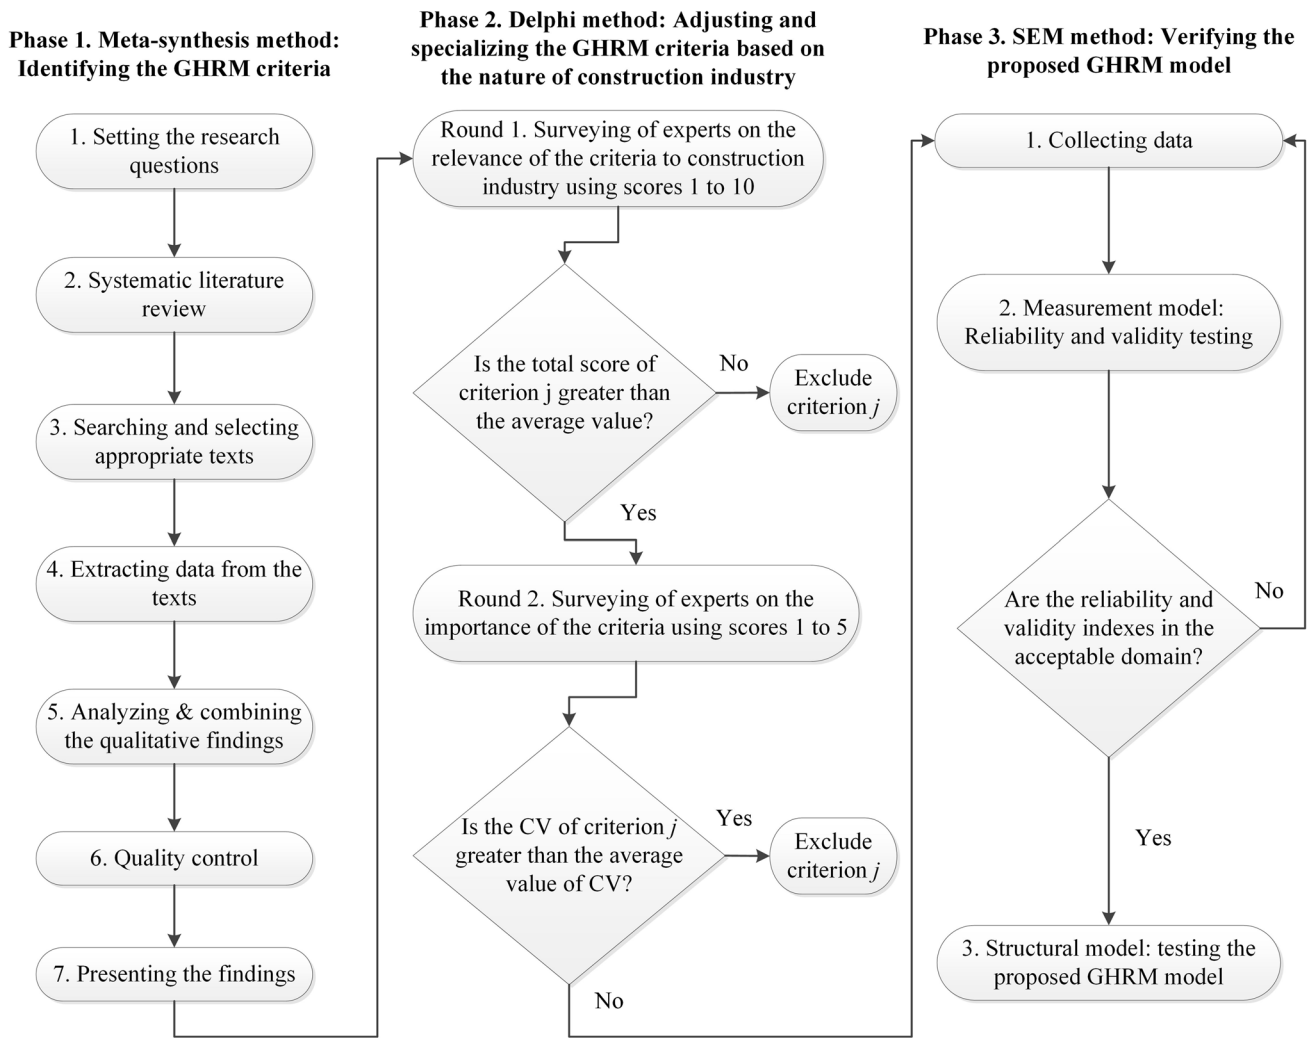 Phase 1. Meta-synthesis method:
Identifying the GHRM criteria
1. Setting the research
questions
2. Systematic literature
review
3. Searching and selecting
appropriate texts
4. Extracting data from the
texts
5. Analyzing & combining
the qualitative findings
6. Quality control
7. Presenting the findings
Phase 2. Delphi method: Adjusting and
specializing the GHRM criteria based on
the nature of construction industry
Round 1. Surveying of experts on the
relevance of the criteria to construction
industry using scores 1 to 10
Is the total score of
criterion j greater than
the average value?
No
Exclude
criterion j
Yes
Round 2. Surveying of experts on the
importance of the criteria using scores 1 to 5
Is the CV of criterion j
greater than the average
value of CV?
Yes
Exclude
criterion j
No
Phase 3. SEM method: Verifying the
proposed GHRM model
1. Collecting data
2. Measurement model:
Reliability and validity testing
Are the reliability and
validity indexes in the
acceptable domain?
No
Yes
3. Structural model: testing the
proposed GHRM model